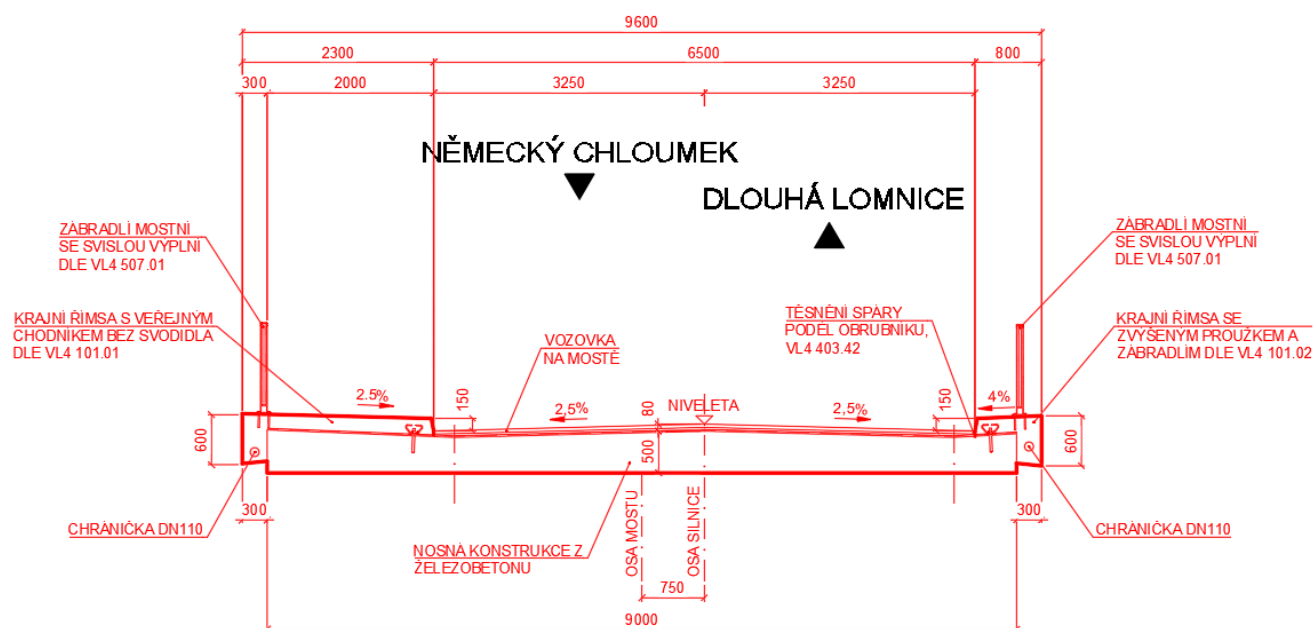 9600
2300
6500
800
300
2000
3250
3250
NĚMECKÝ CHLOUMEK
DLOUHÁ LOMNICE
ZÁBRADLÍ MOSTNÍ
SE SVISLOU VÝPLNÍ
DLE VL4 507.01
ZÁBRADLÍ MOSTNÍ
SE SVISLOU VÝPLNÍ
DLE VL4 507.01
KRAJNÍ ŘÍMSA S VEŘEJNÝM
CHODNÍKEM BEZ SVODIDLA
DLE VL4 101.01
VOZOVKA
NA MOSTĚ
TĚSNĚNÍ SPÁRY
PODÉL OBRUBNÍKU,
VL4 403.42
KRAJNÍ ŘÍMSA SE
ZVÝŠENÝM PROUŽKEM A
ZÁBRADLÍM DLE VL4 101.02
2.5%
150
2,5%
80
NIVELETA
2,5%
150
4%
600
500
600
300
CHRÁNIČKA DN110
NOSNÁ KONSTRUKCE Z
ŽELEZOBETONU
OSA MOSTU
OSA SILNICE
300
CHRÁNIČKA DN110
750
9000